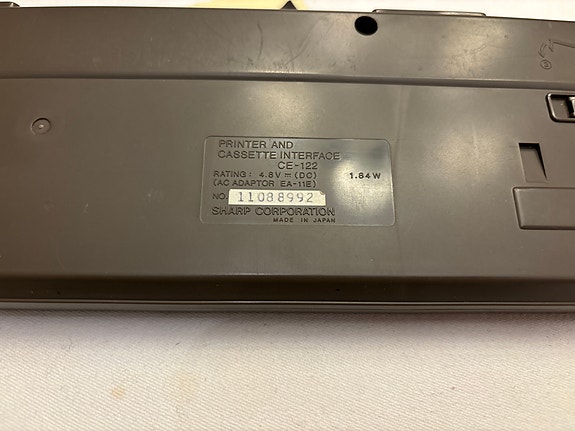 PRINTER AND
CASSETTE INTERFACE
CE-122
RATING: 4.8V ⎓ (DC) 1.84W
(AC ADAPTOR EA-11E)
NO. 11088992
SHARP CORPORATION
MADE IN JAPAN